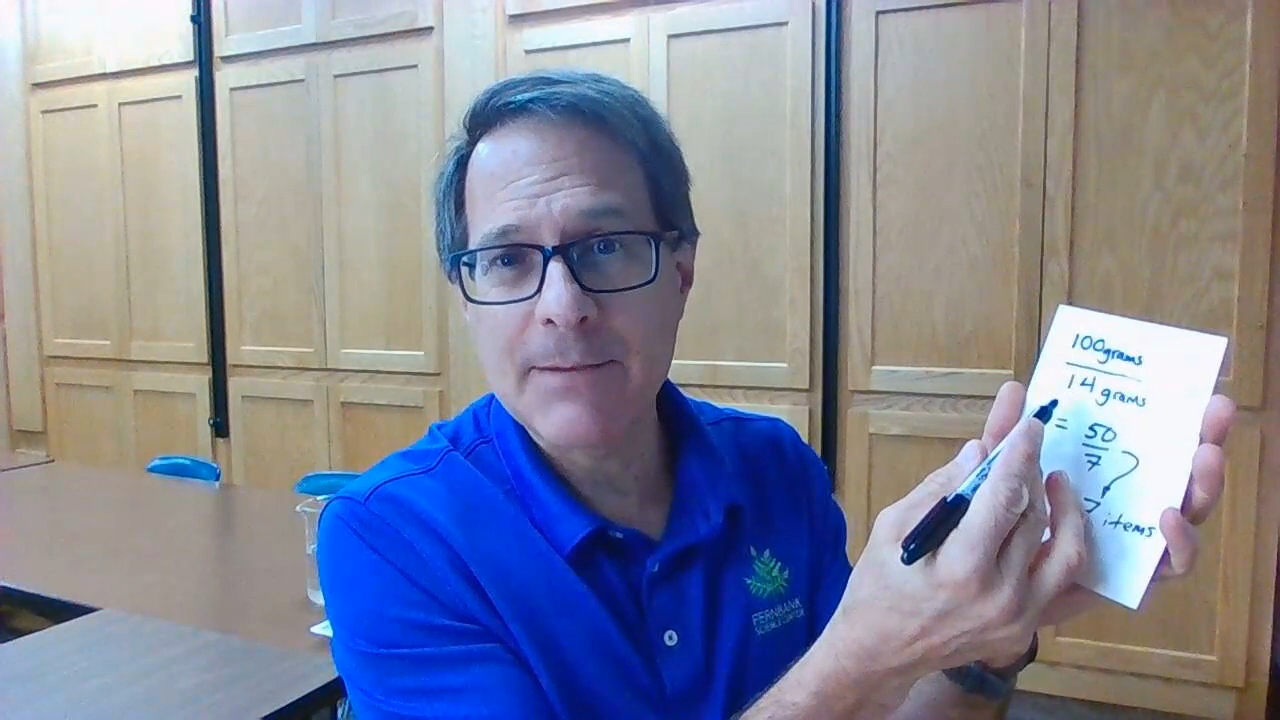 100grams
14 grams
= 50
7
7 items
FERNBANK
SCIENCE CENTER